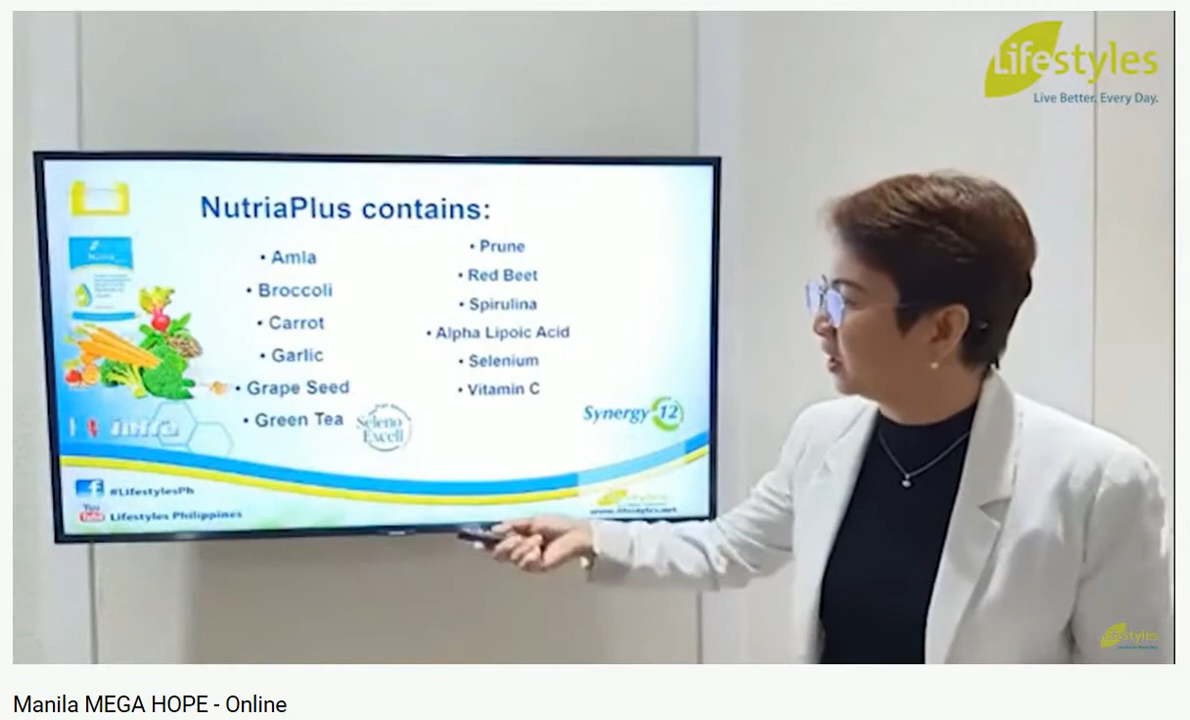 Lifestyles
Live Better. Every Day.
NutriaPlus contains:
• Amla
• Broccoli
• Carrot
• Garlic
• Grape Seed
• Green Tea
• Prune
• Red Beet
• Spirulina
• Alpha Lipoic Acid
• Selenium
• Vitamin C
Seleno
Excell
Synergy 12
#LifestylesPh
You
Tube
Lifestyles Philippines
www.lifestyles.net
Lifestyles
Manila MEGA HOPE - Online